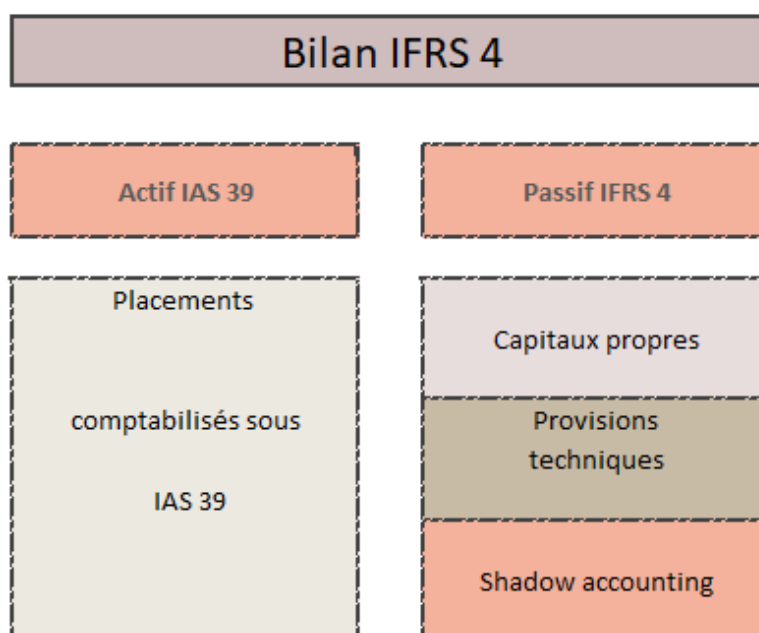 Bilan IFRS 4
Actif IAS 39
Passif IFRS 4
Placements
comptabilisés sous
IAS 39
Capitaux propres
Provisions
techniques
Shadow accounting